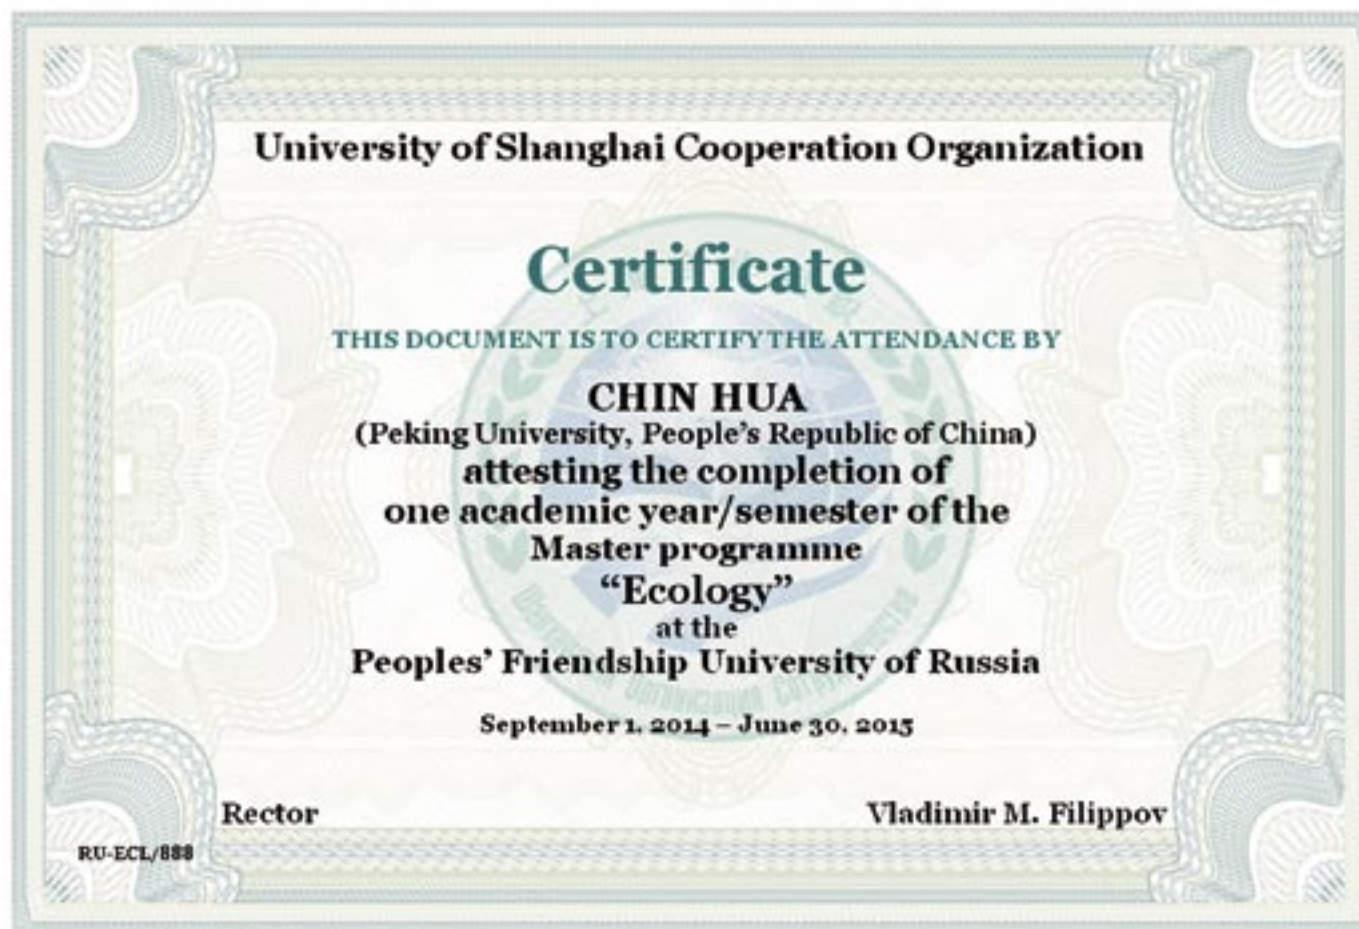 University of Shanghai Cooperation Organization
Certificate
THIS DOCUMENT IS TO CERTIFY THE ATTENDANCE BY
CHIN HUA
(Peking University, People's Republic of China)
attesting the completion of
one academic year/semester of the
Master programme
“Ecology”
at the
Peoples' Friendship University of Russia
September 1, 2014 – June 30, 2015
Rector
Vladimir M. Filippov
RU-ECL/888